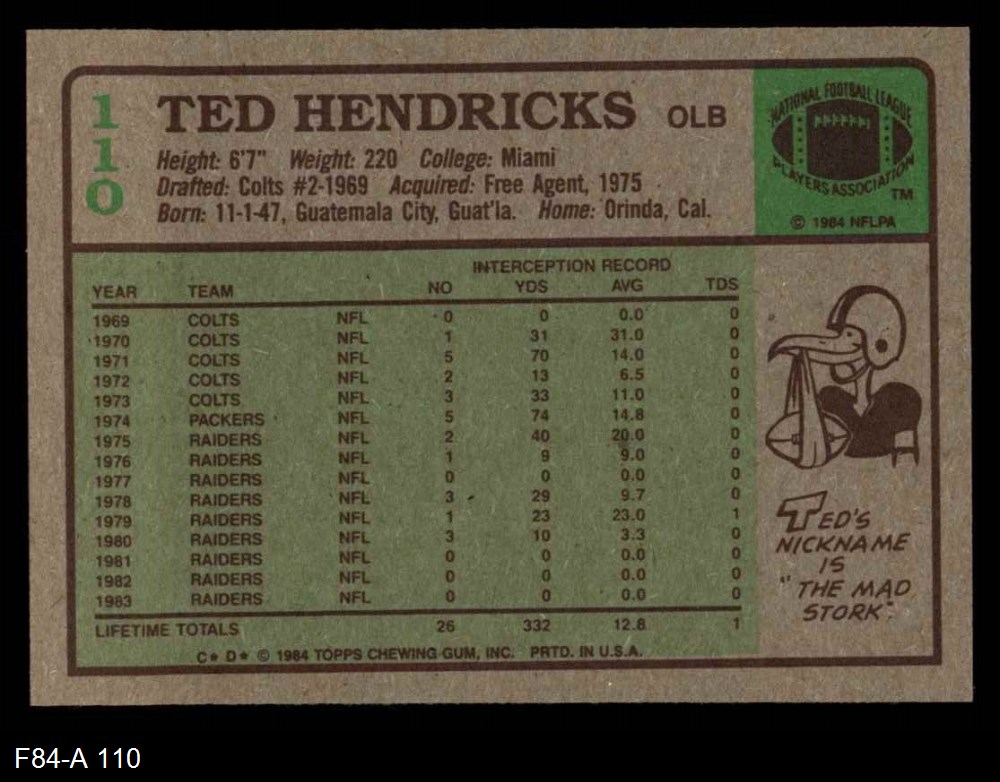 110
TED HENDRICKS OLB
Height: 6'7" Weight: 220 College: Miami
Drafted: Colts #2-1969 Acquired: Free Agent, 1975
Born: 11-1-47, Guatemala City, Guat'la. Home: Orinda, Cal.
NATIONAL FOOTBALL LEAGUE
PLAYERS ASSOCIATION
TM
© 1984 NFLPA
INTERCEPTION RECORD
YEAR TEAM NO YDS AVG TDS
1969 COLTS NFL 0 0 0.0 0
1970 COLTS NFL 1 31 31.0 0
1971 COLTS NFL 5 70 14.0 0
1972 COLTS NFL 2 13 6.5 0
1973 COLTS NFL 3 33 11.0 0
1974 PACKERS NFL 5 74 14.8 0
1975 RAIDERS NFL 2 40 20.0 0
1976 RAIDERS NFL 1 9 9.0 0
1977 RAIDERS NFL 0 0 0.0 0
1978 RAIDERS NFL 3 29 9.7 0
1979 RAIDERS NFL 1 23 23.0 1
1980 RAIDERS NFL 3 10 3.3 0
1981 RAIDERS NFL 0 0 0.0 0
1982 RAIDERS NFL 0 0 0.0 0
1983 RAIDERS NFL 0 0 0.0 0
LIFETIME TOTALS 26 332 12.8 1
C★ D★ © 1984 TOPPS CHEWING GUM, INC. PRTD. IN U.S.A.
TED'S
NICKNAME
IS
"THE MAD
STORK".
F84-A 110